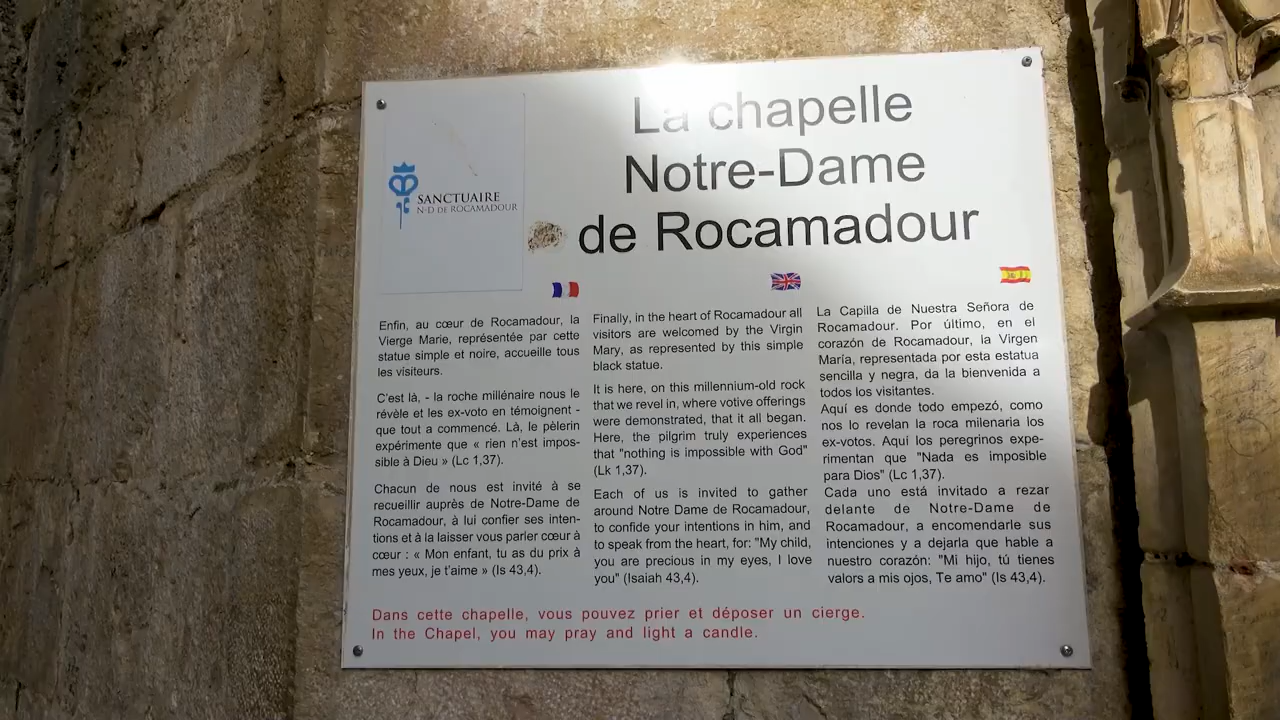 La chapelle
Notre-Dame
de Rocamadour
SANCTUAIRE
N-D DE ROCAMADOUR
Enfin, au cœur de Rocamadour, la
Vierge Marie, représentée par cette
statue simple et noire, accueille tous
les visiteurs.
C'est là, - la roche millénaire nous le
révèle et les ex-voto en témoignent -
que tout a commencé. Là, le pèlerin
expérimente que « rien n'est impos-
sible à Dieu » (Lc 1,37).
Chacun de nous est invité à se
recueillir auprès de Notre-Dame de
Rocamadour, à lui confier ses inten-
tions et à la laisser vous parler cœur à
cœur : « Mon enfant, tu as du prix à
mes yeux, je t'aime » (Is 43,4).
Finally, in the heart of Rocamadour all
visitors are welcomed by the Virgin
Mary, as represented by this simple
black statue.
It is here, on this millennium-old rock
that we revel in, where votive offerings
were demonstrated, that it all began.
Here, the pilgrim truly experiences
that "nothing is impossible with God"
(Lk 1,37).
Each of us is invited to gather
around Notre Dame de Rocamadour,
to confide your intentions in him, and
to speak from the heart, for: "My child,
you are precious in my eyes, I love
you" (Isaiah 43,4).
La Capilla de Nuestra Señora de
Rocamadour. Por último, en el
corazón de Rocamadour, la Virgen
María, representada por esta estatua
sencilla y negra, da la bienvenida a
todos los visitantes.
Aquí es donde todo empezó, como
nos lo revelan la roca milenaria los
ex-votos. Aquí los peregrinos expe-
rimentan que "Nada es imposible
para Dios" (Lc 1,37).
Cada uno está invitado a rezar
delante de Notre-Dame de
Rocamadour, a encomendarle sus
intenciones y a dejarla que hable a
nuestro corazón: "Mi hijo, tú tienes
valors a mis ojos, Te amo" (Is 43,4).
Dans cette chapelle, vous pouvez prier et déposer un cierge.
In the Chapel, you may pray and light a candle.